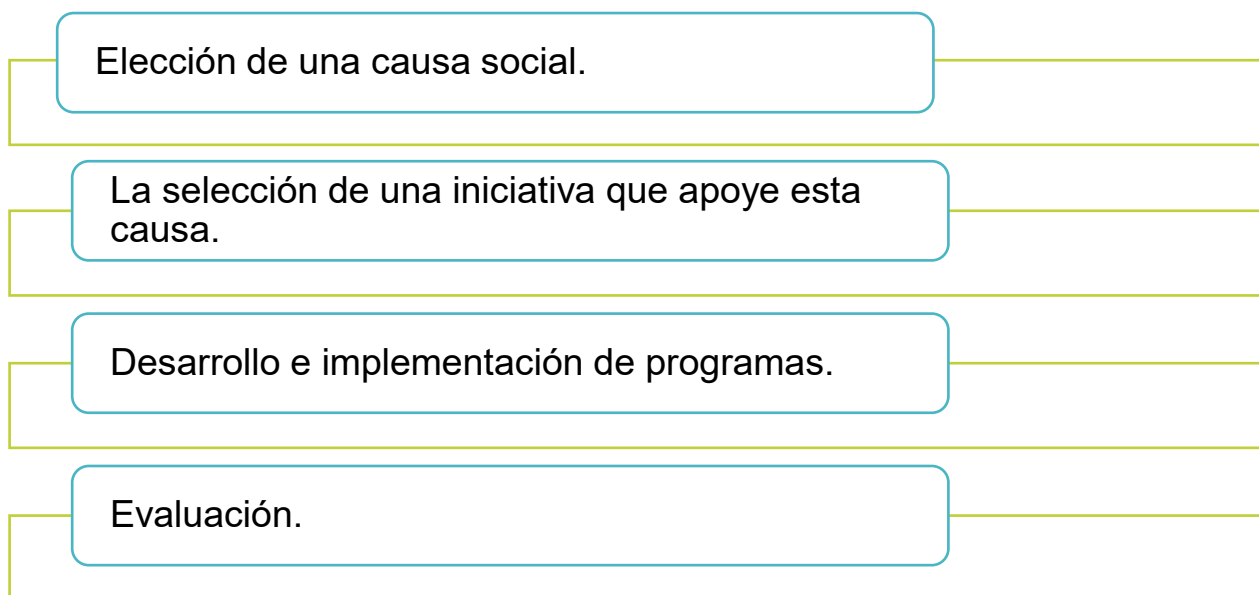 Elección de una causa social.
La selección de una iniciativa que apoye esta
causa.
Desarrollo e implementación de programas.
Evaluación.